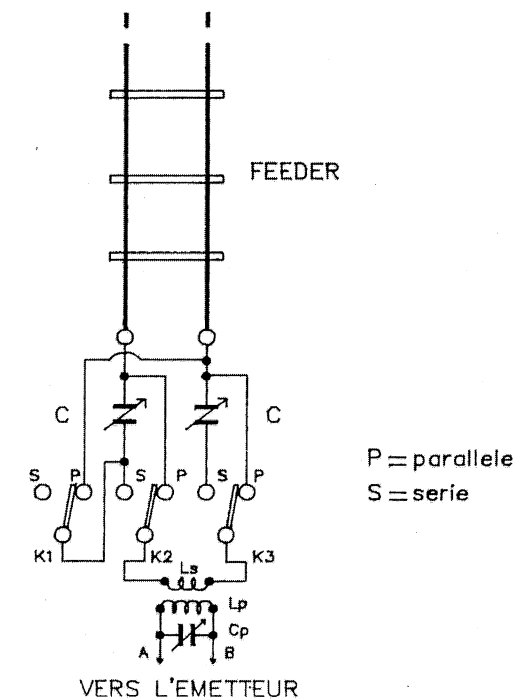 FEEDER
C C
S P S P S P
P = parallele
S = serie
K1 K2 K3
Ls
Lp
Cp
A B
VERS L'EMETTEUR